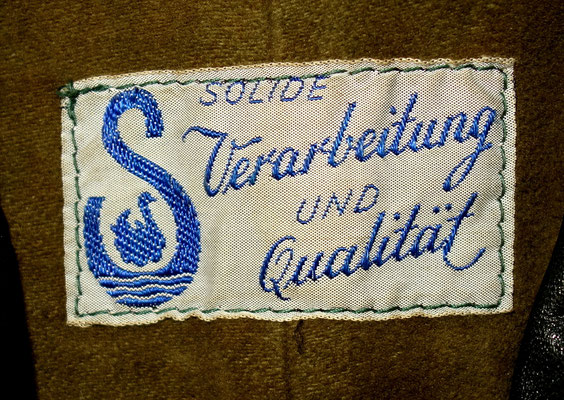 S
SOLIDE
Verarbeitung
UND
Qualität